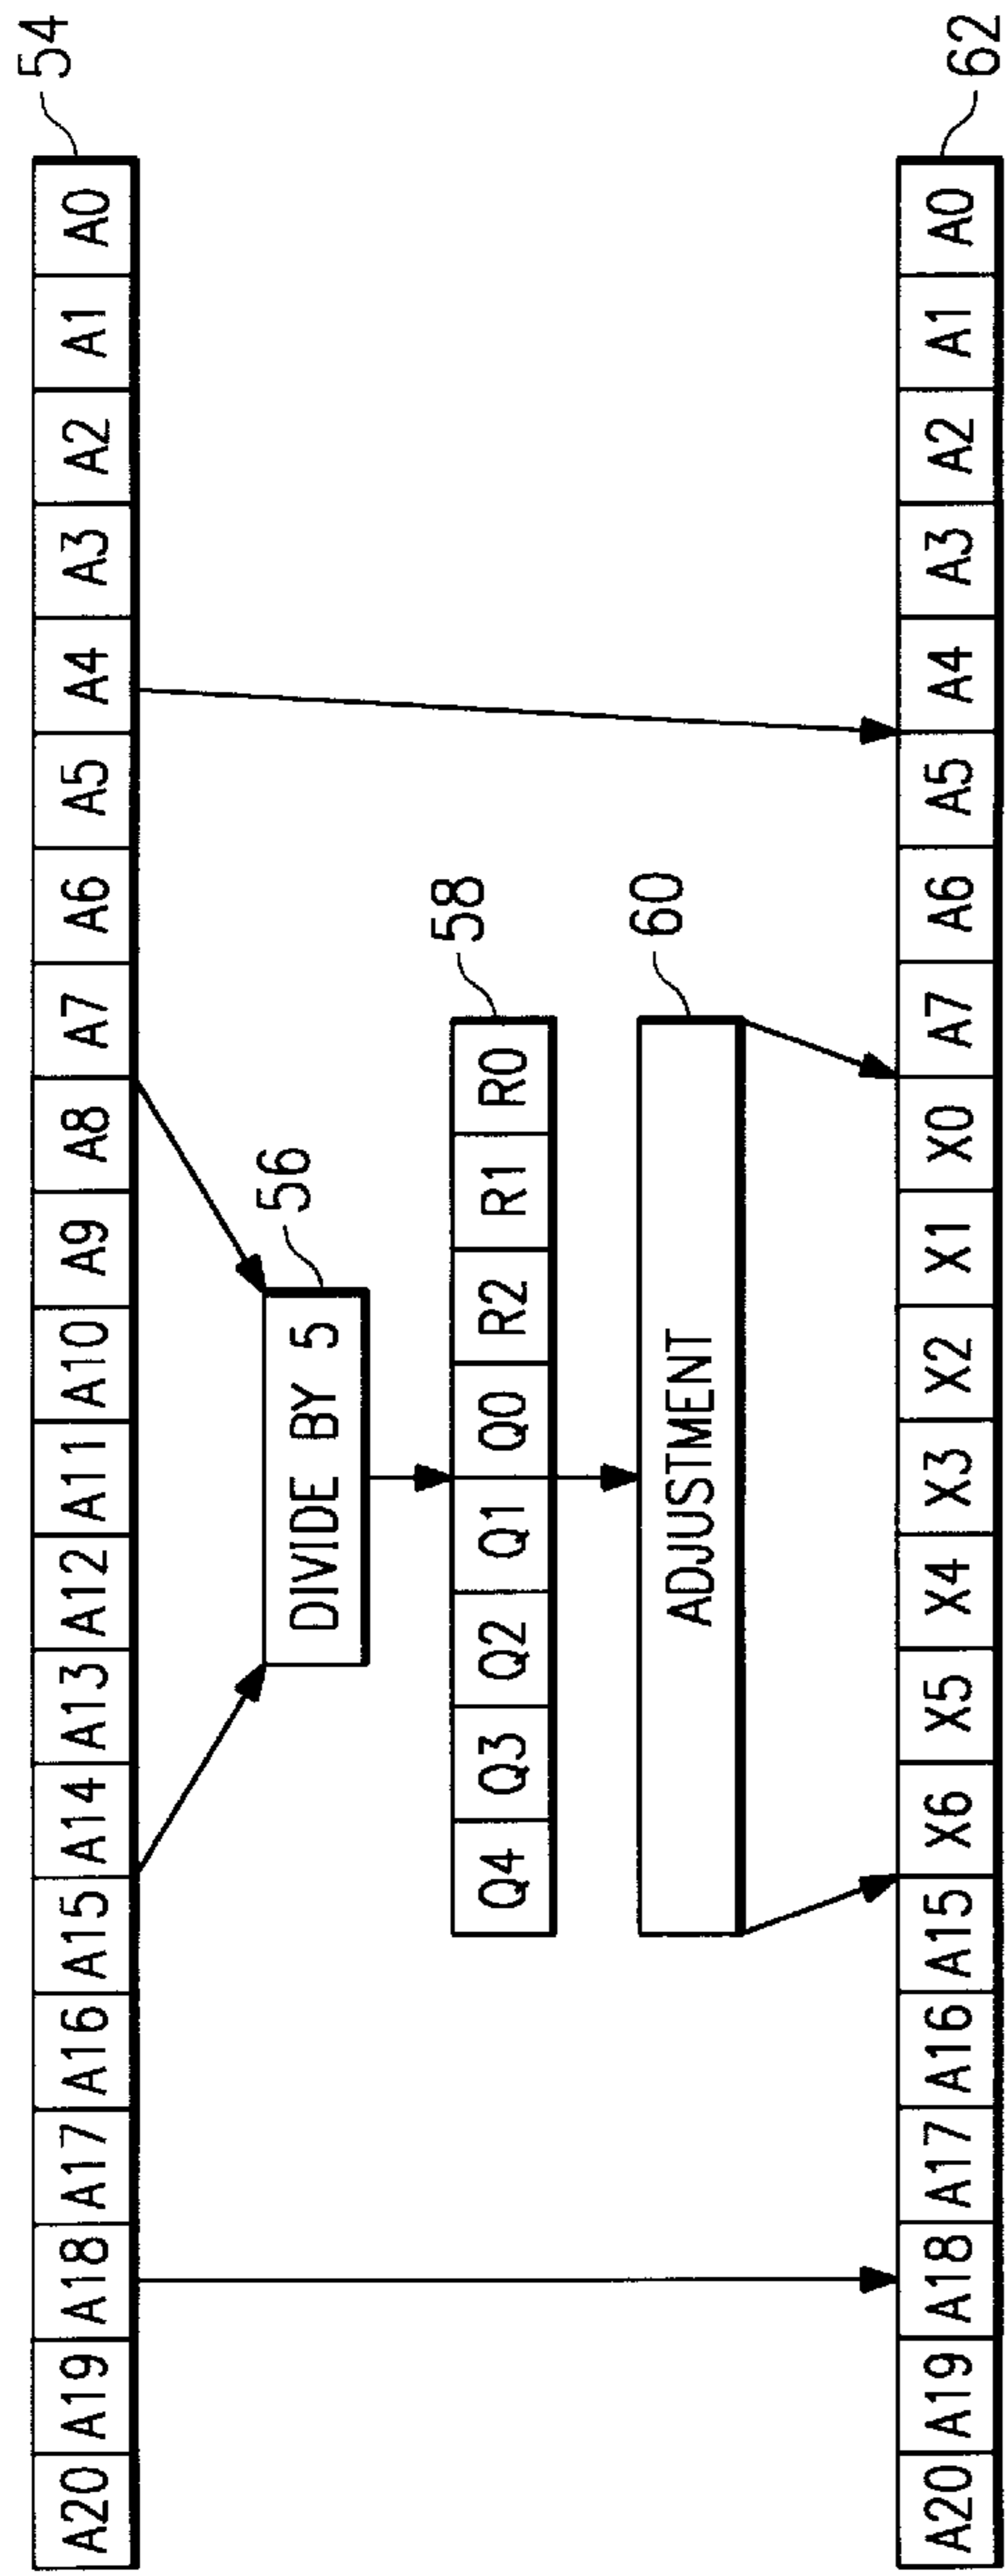 54
A20 A19 A18 A17 A16 A15 A14 A13 A12 A11 A10 A9 A8 A7 A6 A5 A4 A3 A2 A1 A0
56
DIVIDE BY 5
58
Q4 Q3 Q2 Q1 Q0 R2 R1 R0
60
ADJUSTMENT
62
A20 A19 A18 A17 A16 A15 X6 X5 X4 X3 X2 X1 X0 A7 A6 A5 A4 A3 A2 A1 A0